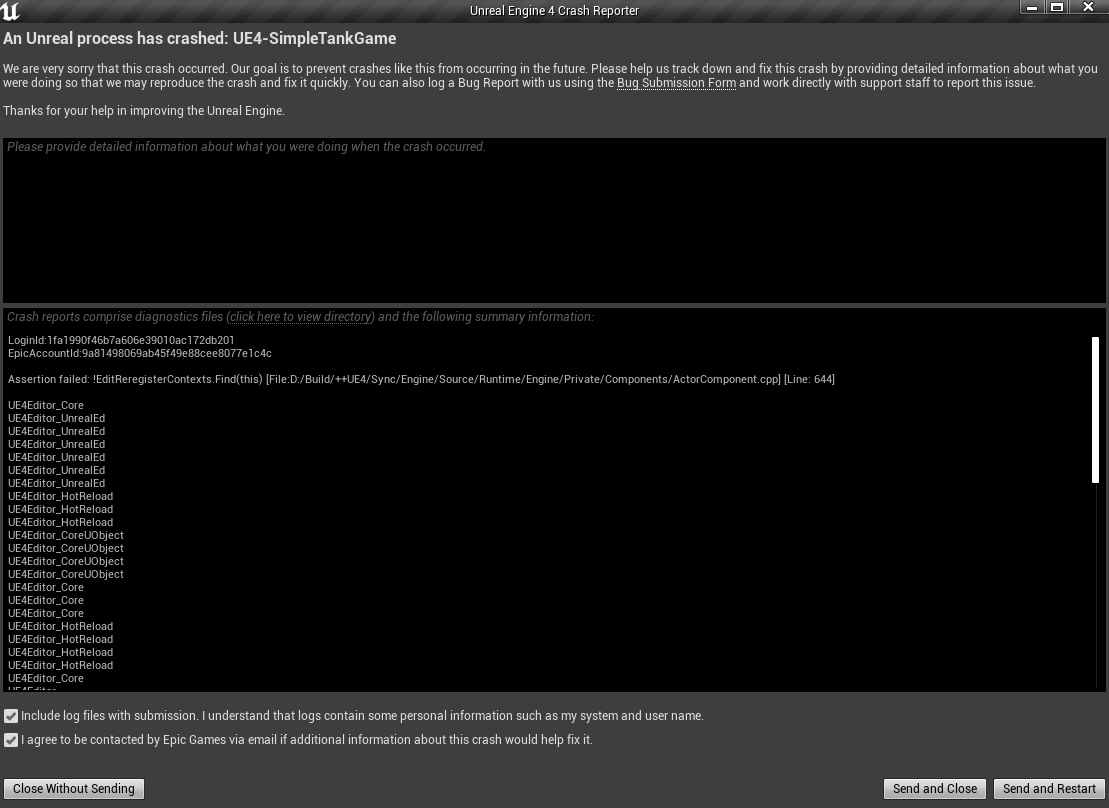 Unreal Engine 4 Crash Reporter
An Unreal process has crashed: UE4-SimpleTankGame
We are very sorry that this crash occurred. Our goal is to prevent crashes like this from occurring in the future. Please help us track down and fix this crash by providing detailed information about what you
were doing so that we may reproduce the crash and fix it quickly. You can also log a Bug Report with us using the Bug Submission Form and work directly with support staff to report this issue.
Thanks for your help in improving the Unreal Engine.
Please provide detailed information about what you were doing when the crash occurred.
Crash reports comprise diagnostics files (click here to view directory) and the following summary information:
LoginId:1fa1990f46b7a606e39010ac172db201
EpicAccountId:9a81498069ab45f49e88cee8077e1c4c
Assertion failed: !EditReregisterContexts.Find(this) [File:D:/Build/++UE4/Sync/Engine/Source/Runtime/Engine/Private/Components/ActorComponent.cpp] [Line: 644]
UE4Editor_Core
UE4Editor_UnrealEd
UE4Editor_UnrealEd
UE4Editor_UnrealEd
UE4Editor_UnrealEd
UE4Editor_UnrealEd
UE4Editor_UnrealEd
UE4Editor_HotReload
UE4Editor_HotReload
UE4Editor_HotReload
UE4Editor_CoreUObject
UE4Editor_CoreUObject
UE4Editor_CoreUObject
UE4Editor_CoreUObject
UE4Editor_Core
UE4Editor_Core
UE4Editor_Core
UE4Editor_HotReload
UE4Editor_HotReload
UE4Editor_HotReload
UE4Editor_HotReload
UE4Editor_Core
UE4Editor
Include log files with submission. I understand that logs contain some personal information such as my system and user name.
I agree to be contacted by Epic Games via email if additional information about this crash would help fix it.
Close Without Sending
Send and Close
Send and Restart